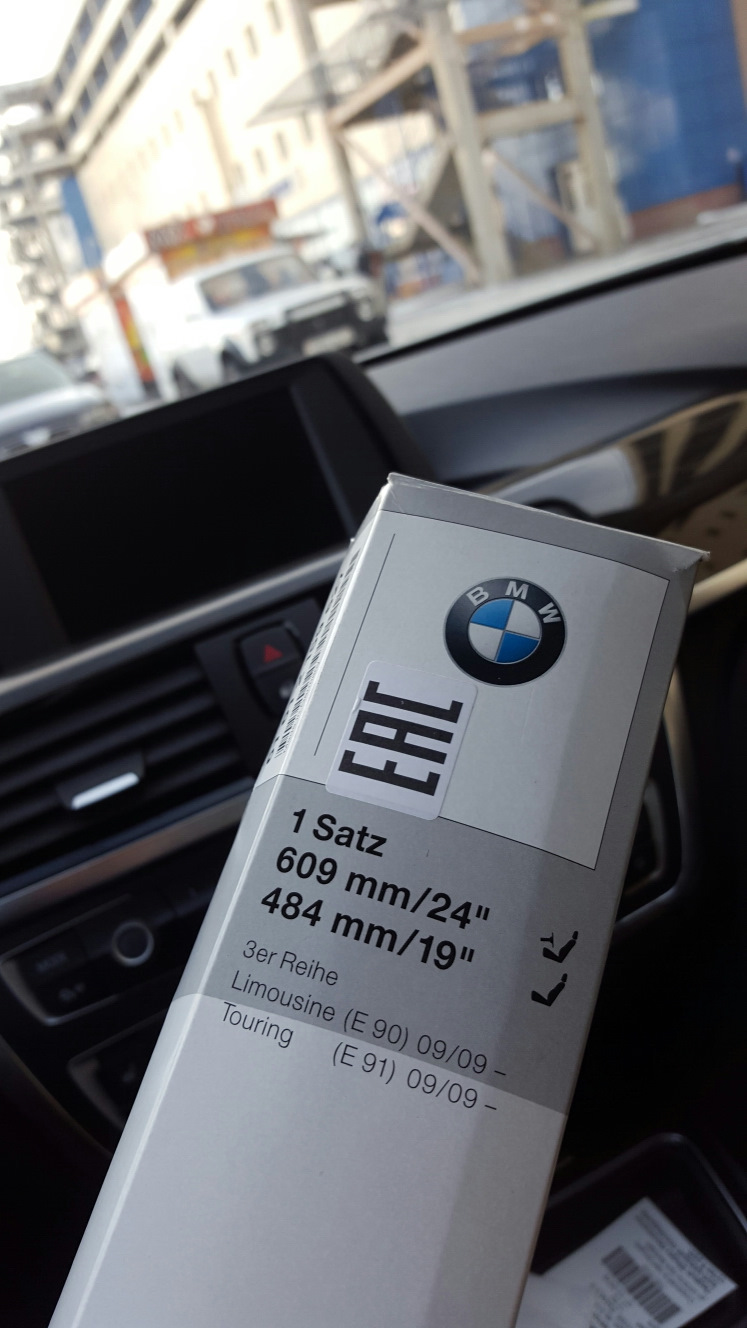 BMW
EAC
1 Satz
609 mm/24"
484 mm/19"
3er Reihe
Limousine (E 90) 09/09 –
Touring (E 91) 09/09 –